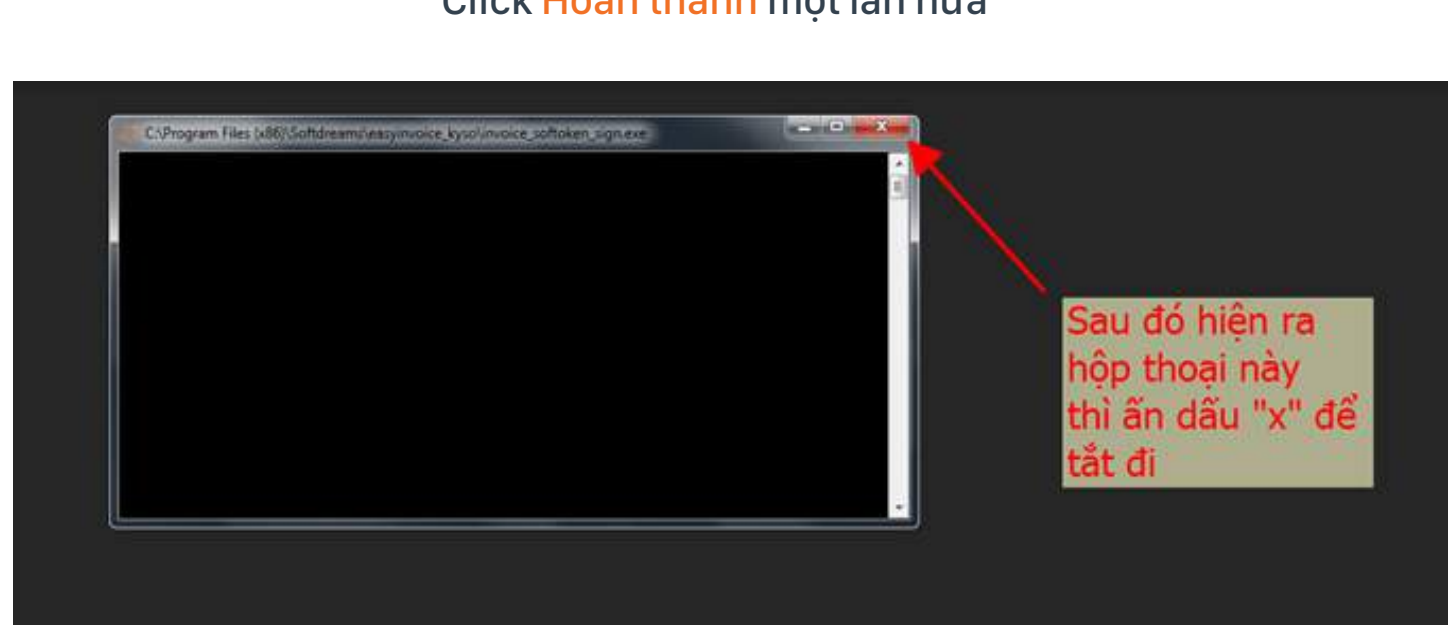 Click Hoàn thành một lần nữa
C:\Program Files (x86)\Softdreams\easyinvoice_kyso\invoice_softoken_sign.exe
Sau đó hiện ra
hộp thoại này
thì ấn dấu "x" để
tắt đi